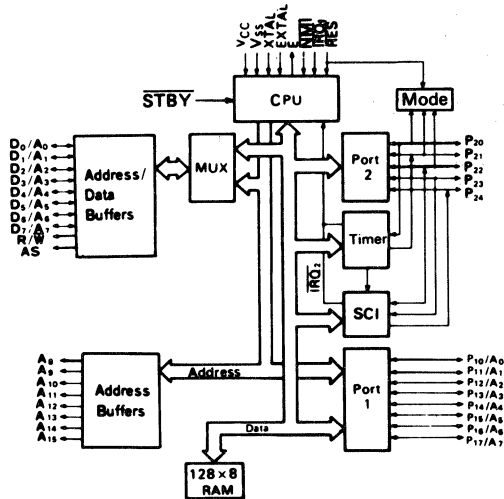 VCC
VSS
XTAL
EXTAL
E
NMI
IRQ1
RES
STBY
CPU
Mode
D0/A0
D1/A1
D2/A2
D3/A3
D4/A4
D5/A5
D6/A6
D7/A7
R/W
AS
Address/
Data
Buffers
MUX
Port
2
P20
P21
P22
P23
P24
Timer
IRQ2
SCI
A8
A9
A10
A11
A12
A13
A14
A15
Address
Buffers
Address
Data
Port
1
P10/A0
P11/A1
P12/A2
P13/A3
P14/A4
P15/A5
P16/A6
P17/A7
128×8
RAM